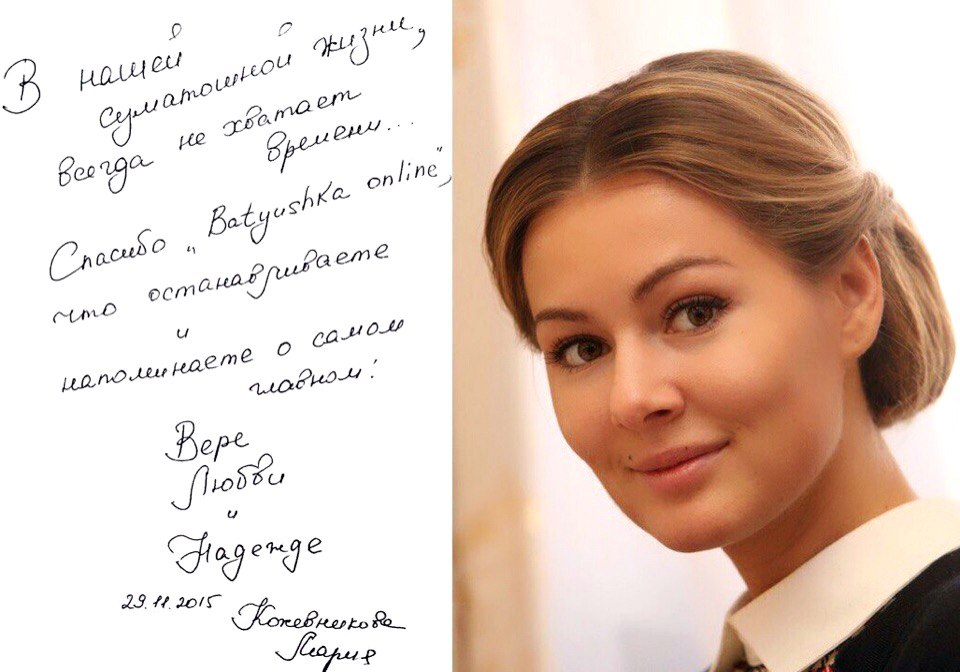 В нашей
суматошной жизни,
всегда не хватает
времени...
Спасибо „Batyushka online",
что останавливаете
и
напоминаете о самом
главном!
Вере
Любви
и
Надежде
29.11.2015
Кожевникова
Мария